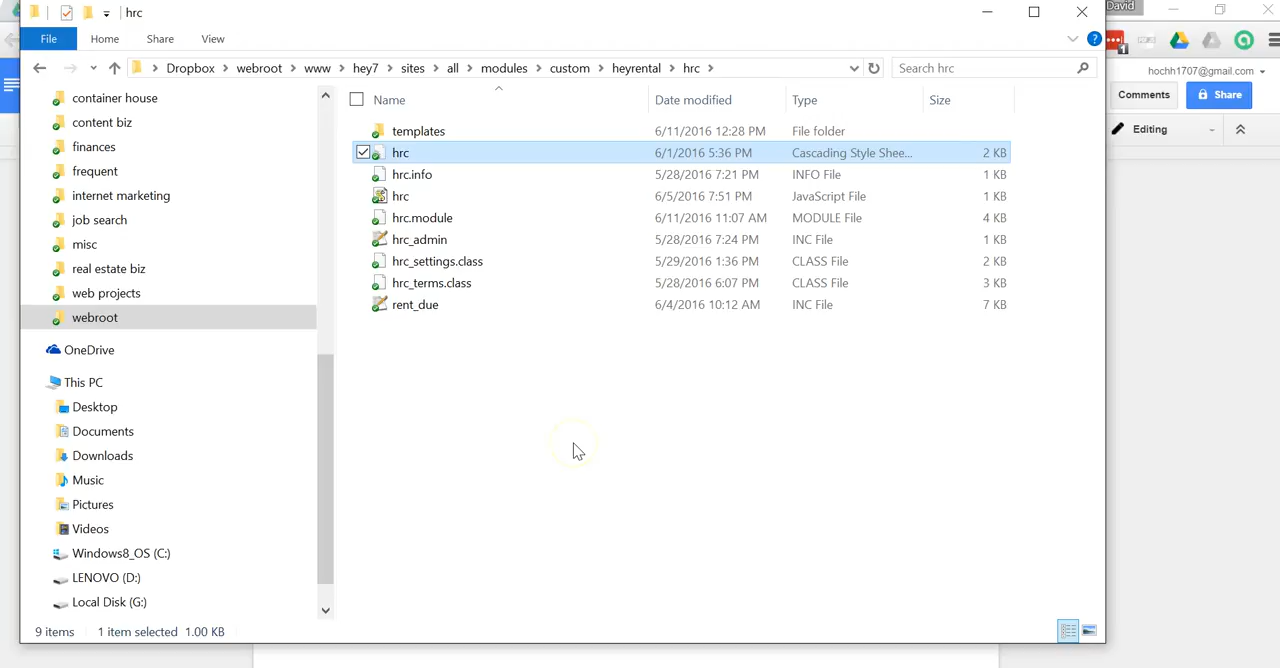 hrc
David
File Home Share View
Dropbox webroot www hey7 sites all modules custom heyrental hrc
Search hrc
1
hochh1707@gmail.com
Comments
Share
Editing
Name Date modified Type Size
templates 6/11/2016 12:28 PM File folder
hrc 6/1/2016 5:36 PM Cascading Style Shee... 2 KB
hrc.info 5/28/2016 7:21 PM INFO File 1 KB
hrc 6/5/2016 7:51 PM JavaScript File 1 KB
hrc.module 6/11/2016 11:07 AM MODULE File 4 KB
hrc_admin 5/28/2016 7:24 PM INC File 1 KB
hrc_settings.class 5/29/2016 1:36 PM CLASS File 2 KB
hrc_terms.class 5/28/2016 6:07 PM CLASS File 3 KB
rent_due 6/4/2016 10:12 AM INC File 7 KB
container house
content biz
finances
frequent
internet marketing
job search
misc
real estate biz
web projects
webroot
OneDrive
This PC
Desktop
Documents
Downloads
Music
Pictures
Videos
Windows8_OS (C:)
LENOVO (D:)
Local Disk (G:)
9 items 1 item selected 1.00 KB